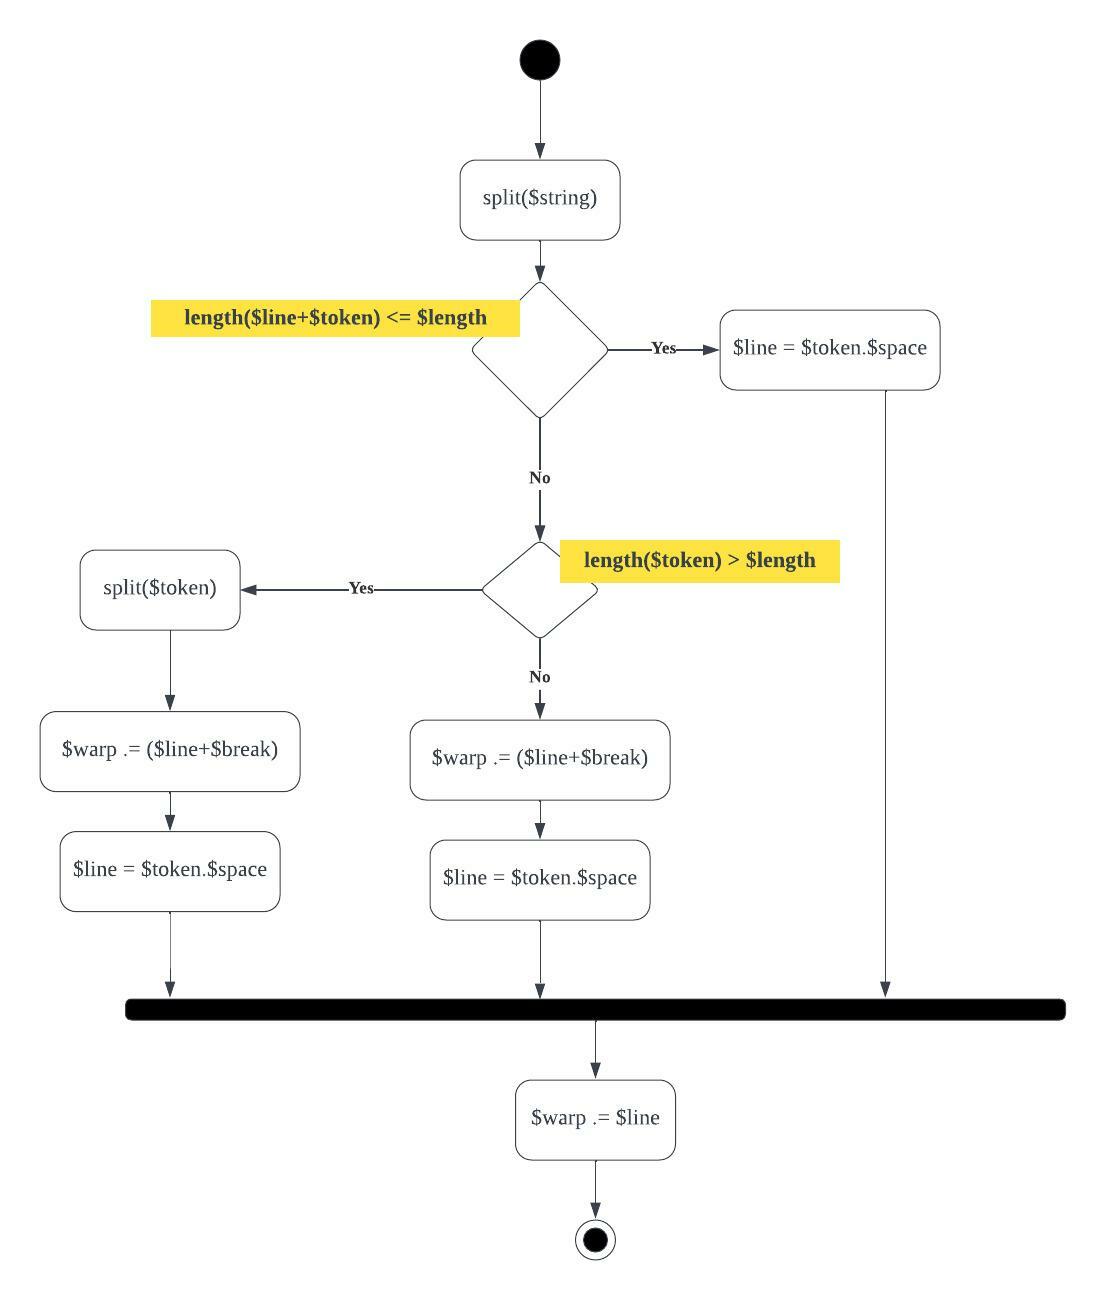 split($string)
length($line+$token) <= $length
Yes
$line = $token.$space
No
length($token) > $length
Yes
split($token)
No
$warp .= ($line+$break)
$warp .= ($line+$break)
$line = $token.$space
$line = $token.$space
$warp .= $line